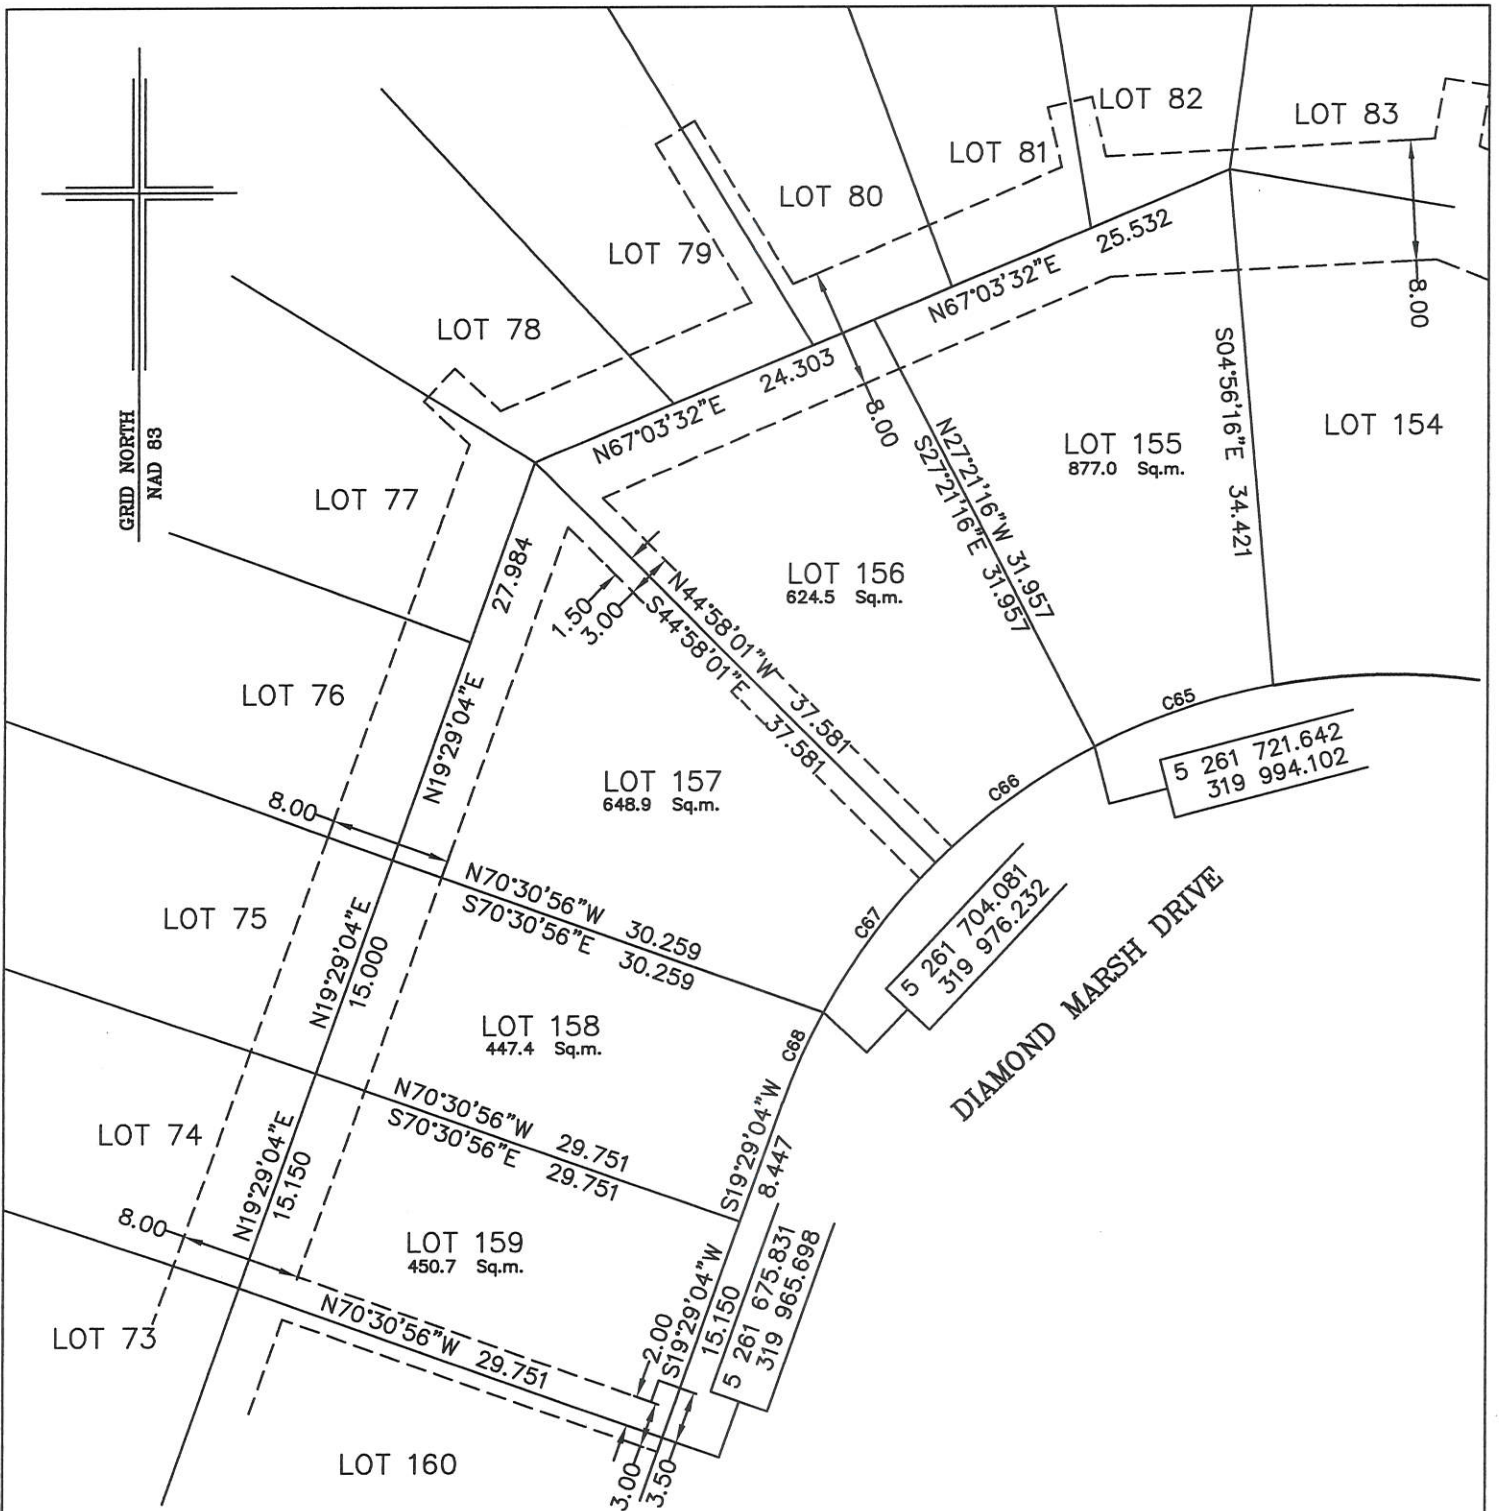 LOT 82
LOT 83
LOT 81
LOT 80
LOT 79
LOT 78
LOT 77
LOT 76
LOT 75
LOT 74
LOT 73
GRID NORTH
NAD 83
N67°03'32"E 25.532
N67°03'32"E 24.303
8.00
8.00
S04°56'16"E 34.421
LOT 154
LOT 155
877.0 Sq.m.
N27°21'16"W 31.957
S27°21'16"E 31.957
LOT 156
624.5 Sq.m.
27.984
N19°29'04"E
1.50
3.00
N44°58'01"W 37.581
S44°58'01"E 37.581
C65
5 261 721.642
319 994.102
C66
LOT 157
648.9 Sq.m.
8.00
N70°30'56"W 30.259
S70°30'56"E 30.259
C67
5 261 704.081
319 976.232
DIAMOND MARSH DRIVE
N19°29'04"E
15.000
LOT 158
447.4 Sq.m.
C68
S19°29'04"W
8.447
N70°30'56"W 29.751
S70°30'56"E 29.751
N19°29'04"E
15.150
8.00
LOT 159
450.7 Sq.m.
S19°29'04"W
15.150
5 261 675.831
319 965.698
N70°30'56"W 29.751
2.00
3.00
3.50
LOT 160